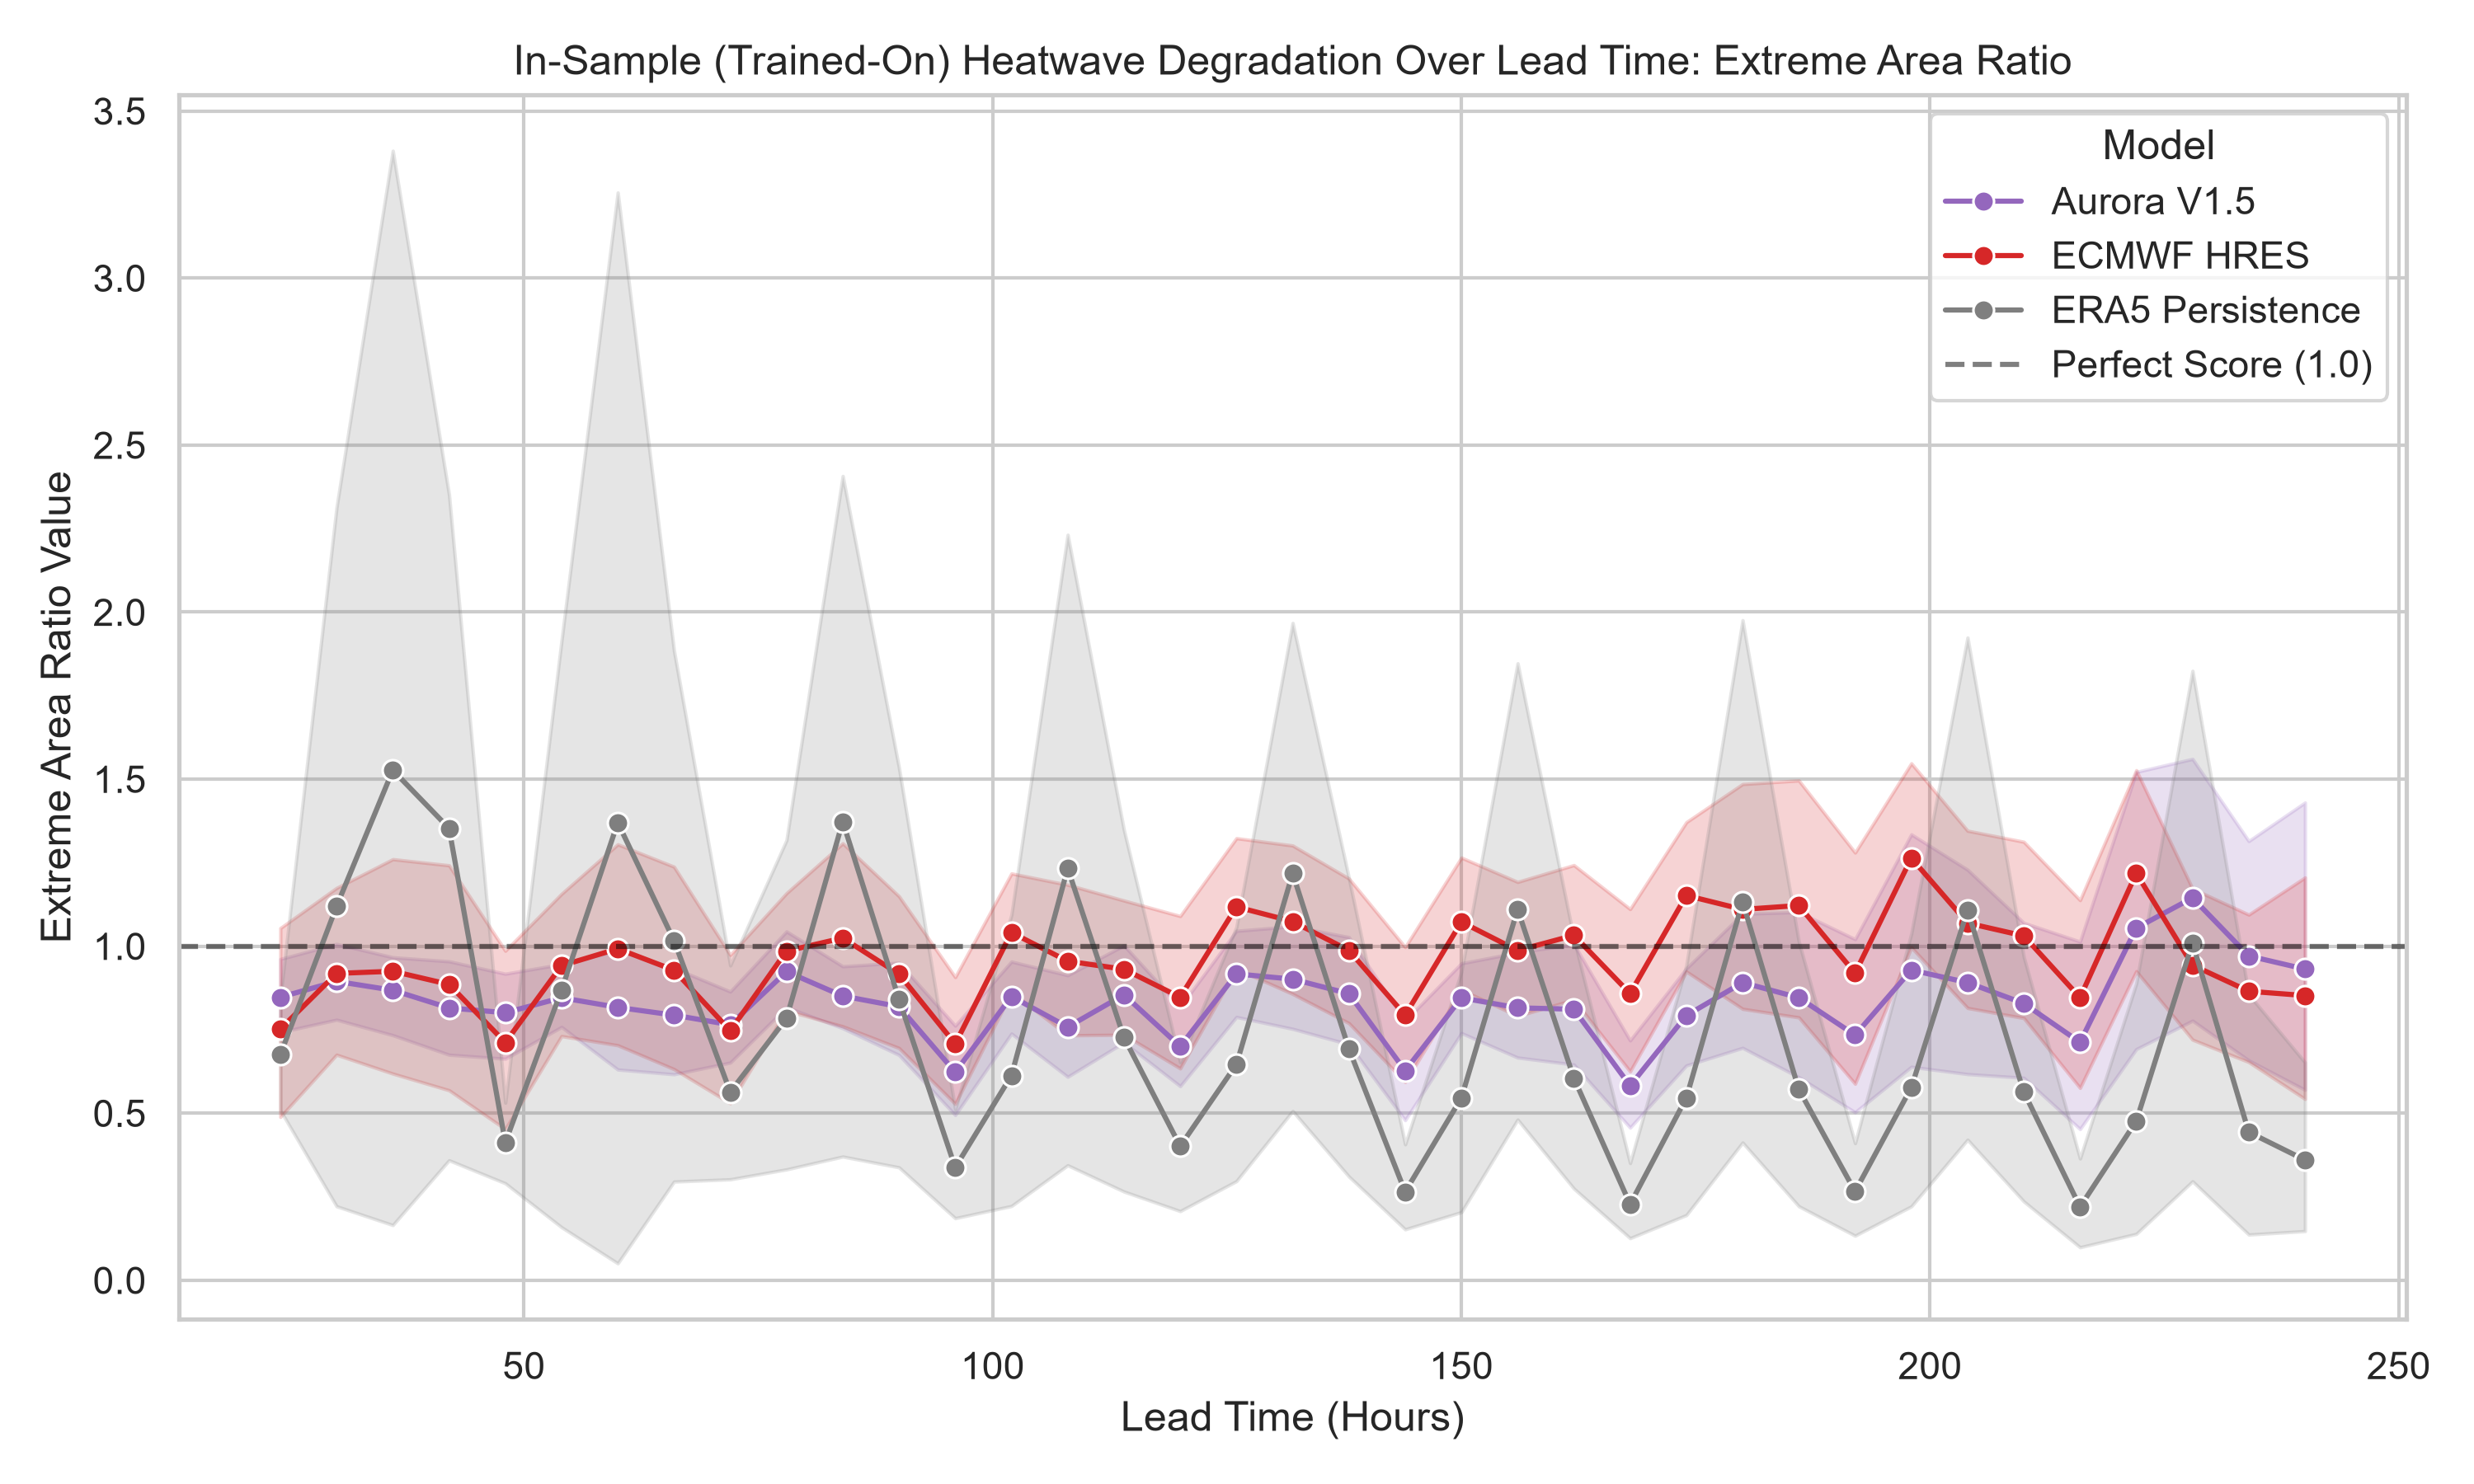 In-Sample (Trained-On) Heatwave Degradation Over Lead Time: Extreme Area Ratio
Model
Aurora V1.5
ECMWF HRES
ERA5 Persistence
Perfect Score (1.0)
Extreme Area Ratio Value
3.5
3.0
2.5
2.0
1.5
1.0
0.5
0.0
50
100
150
200
250
Lead Time (Hours)